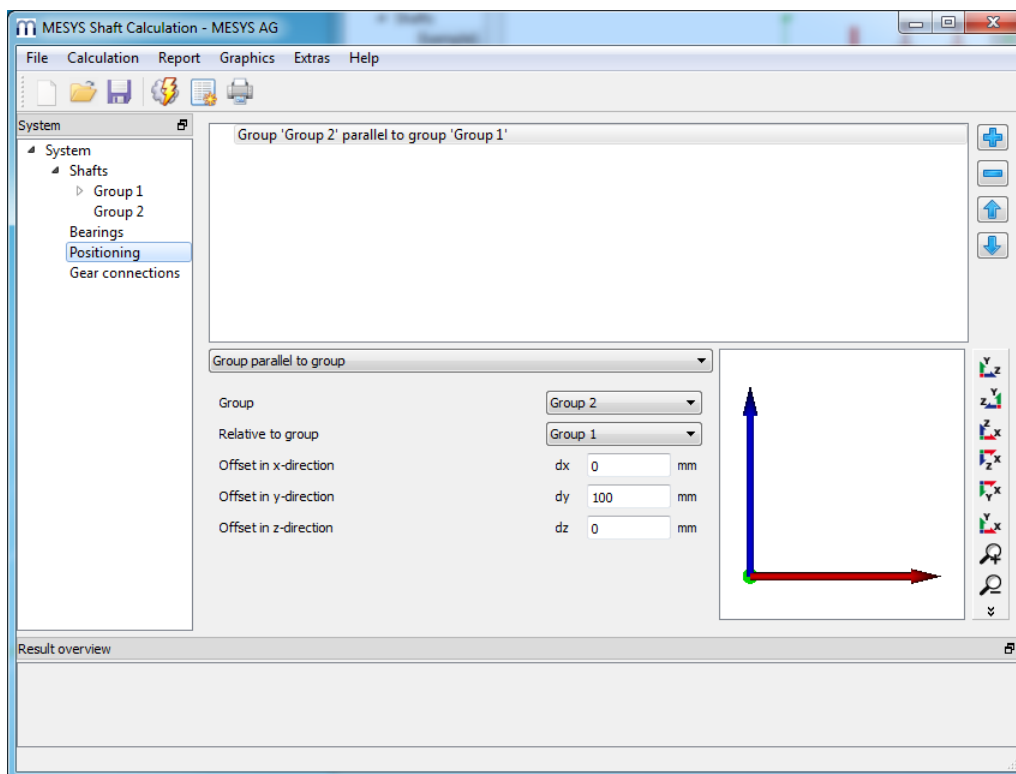 MESYS Shaft Calculation - MESYS AG
File Calculation Report Graphics Extras Help
System
System
Shafts
Group 1
Group 2
Bearings
Positioning
Gear connections
Group 'Group 2' parallel to group 'Group 1'
Group parallel to group
Group Group 2
Relative to group Group 1
Offset in x-direction dx 0 mm
Offset in y-direction dy 100 mm
Offset in z-direction dz 0 mm
Y Z
Z Y
Z X
Z X
Y X
Y X
Result overview